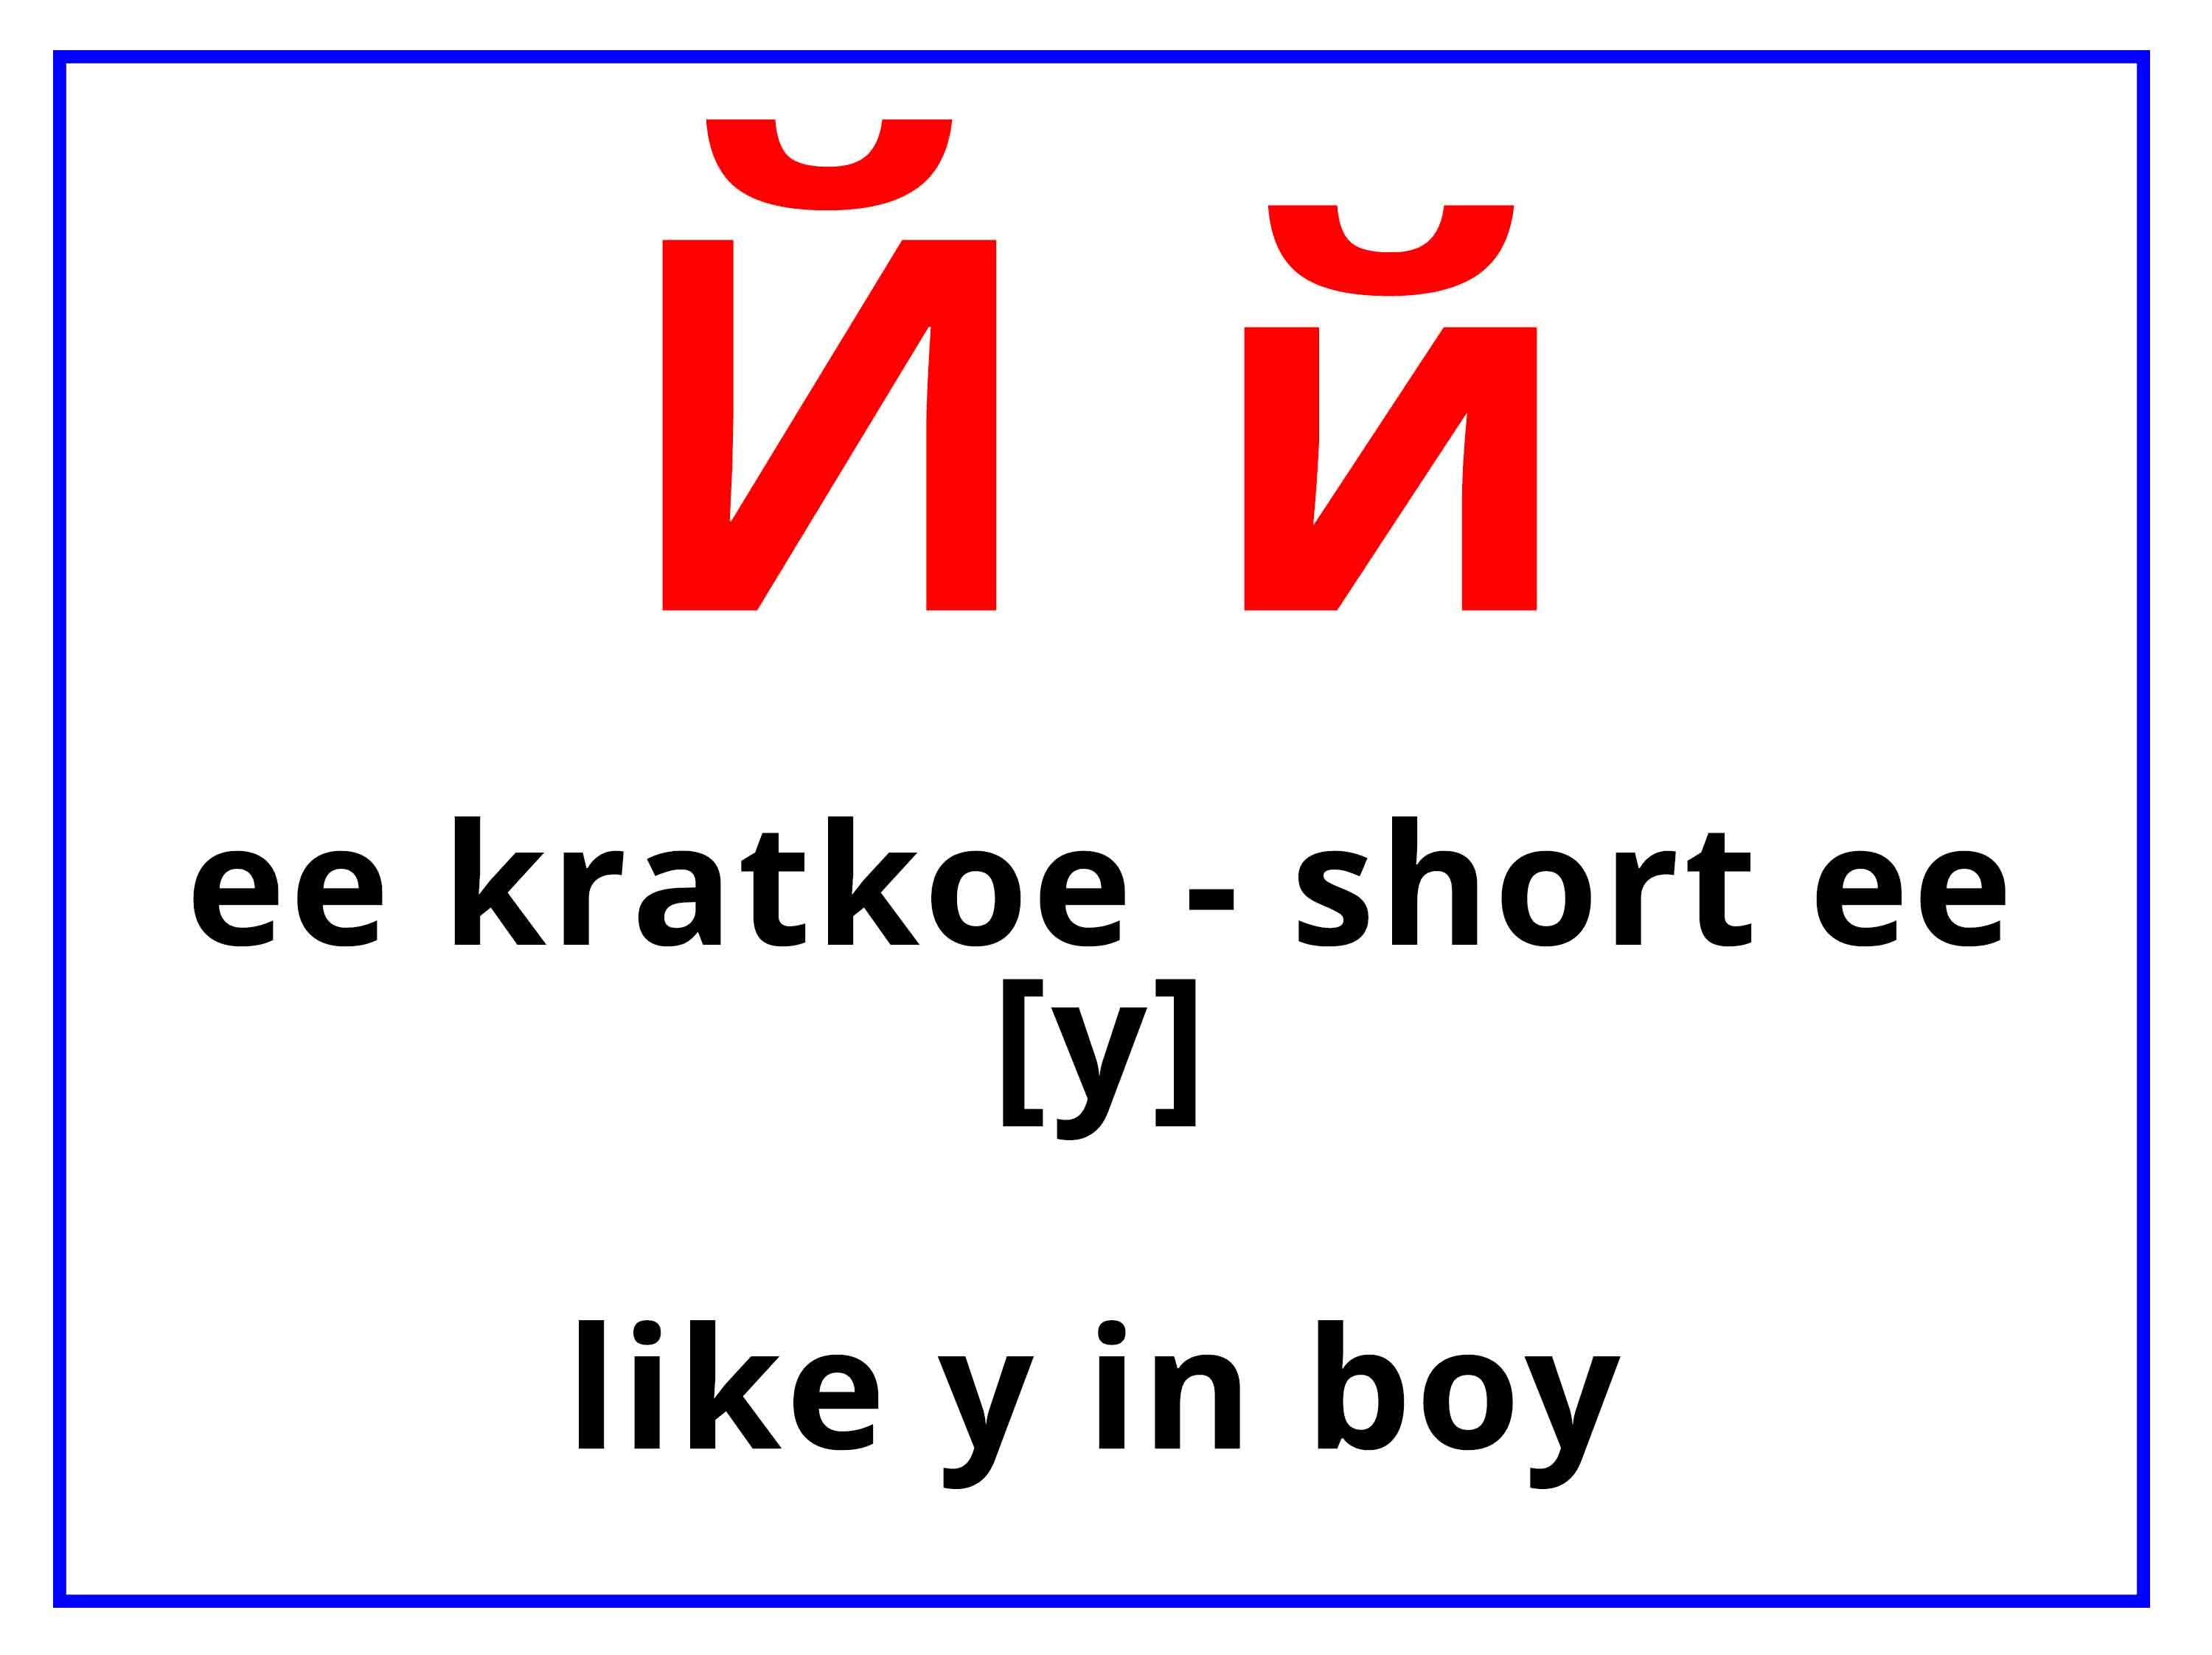 Й й
ee kratkoe - short ee
[y]
like y in boy